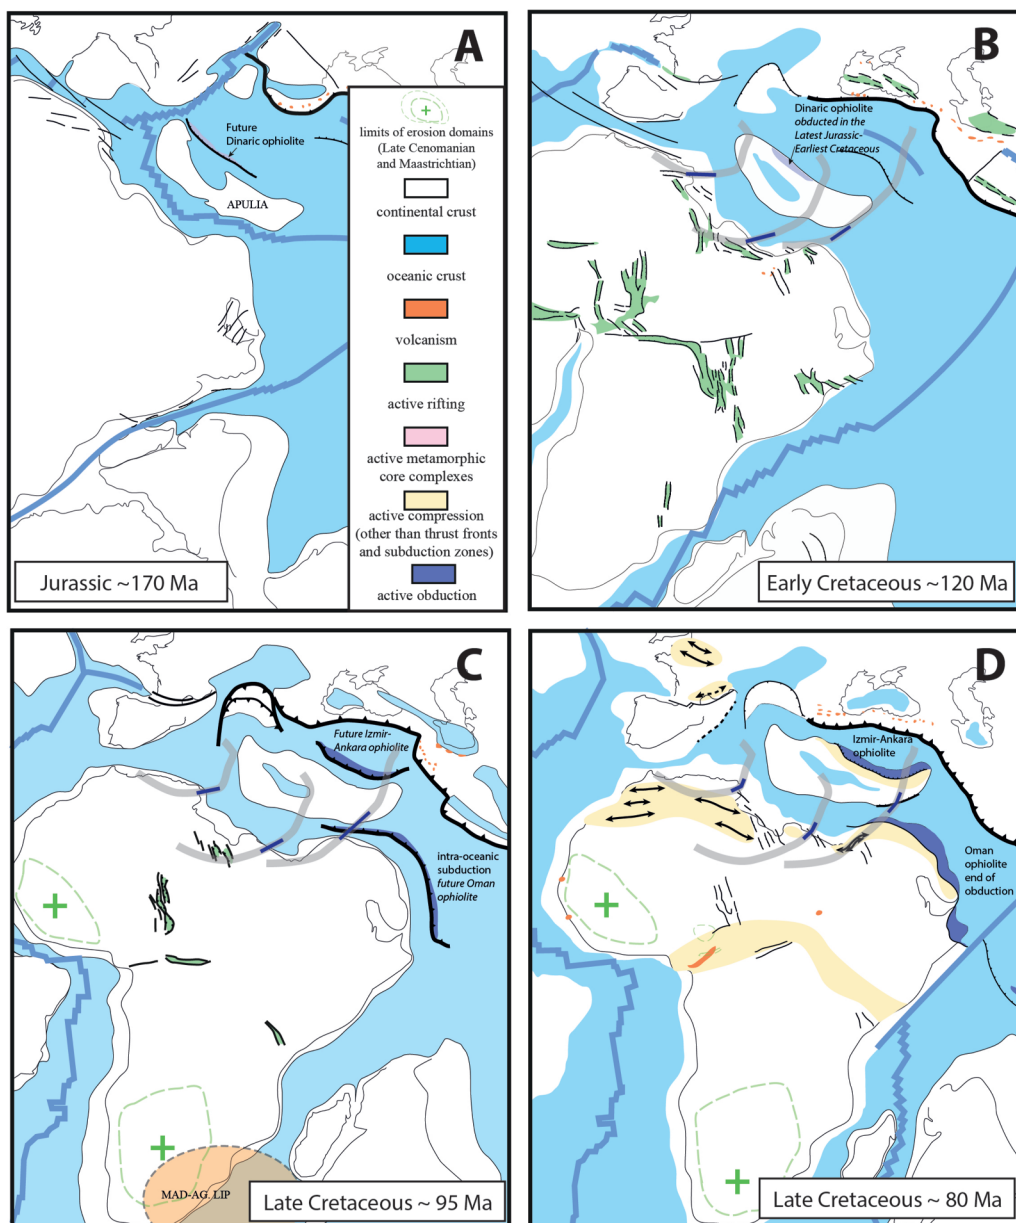 A
Future
Dinaric ophiolite
APULIA
limits of erosion domains
(Late Cenomanian
and Maastrichtian)
continental crust
oceanic crust
volcanism
active rifting
active metamorphic
core complexes
active compression
(other than thrust fronts
and subduction zones)
active obduction
Jurassic ~170 Ma
B
Dinaric ophiolite
obducted in the
Latest Jurassic-
Earliest Cretaceous
Early Cretaceous ~120 Ma
C
Future Izmir-
Ankara ophiolite
intra-oceanic
subduction
future Oman
ophiolite
MAD-AG. LIP
Late Cretaceous ~ 95 Ma
D
Izmir-Ankara
ophiolite
Oman
ophiolite
end of
obduction
Late Cretaceous ~ 80 Ma